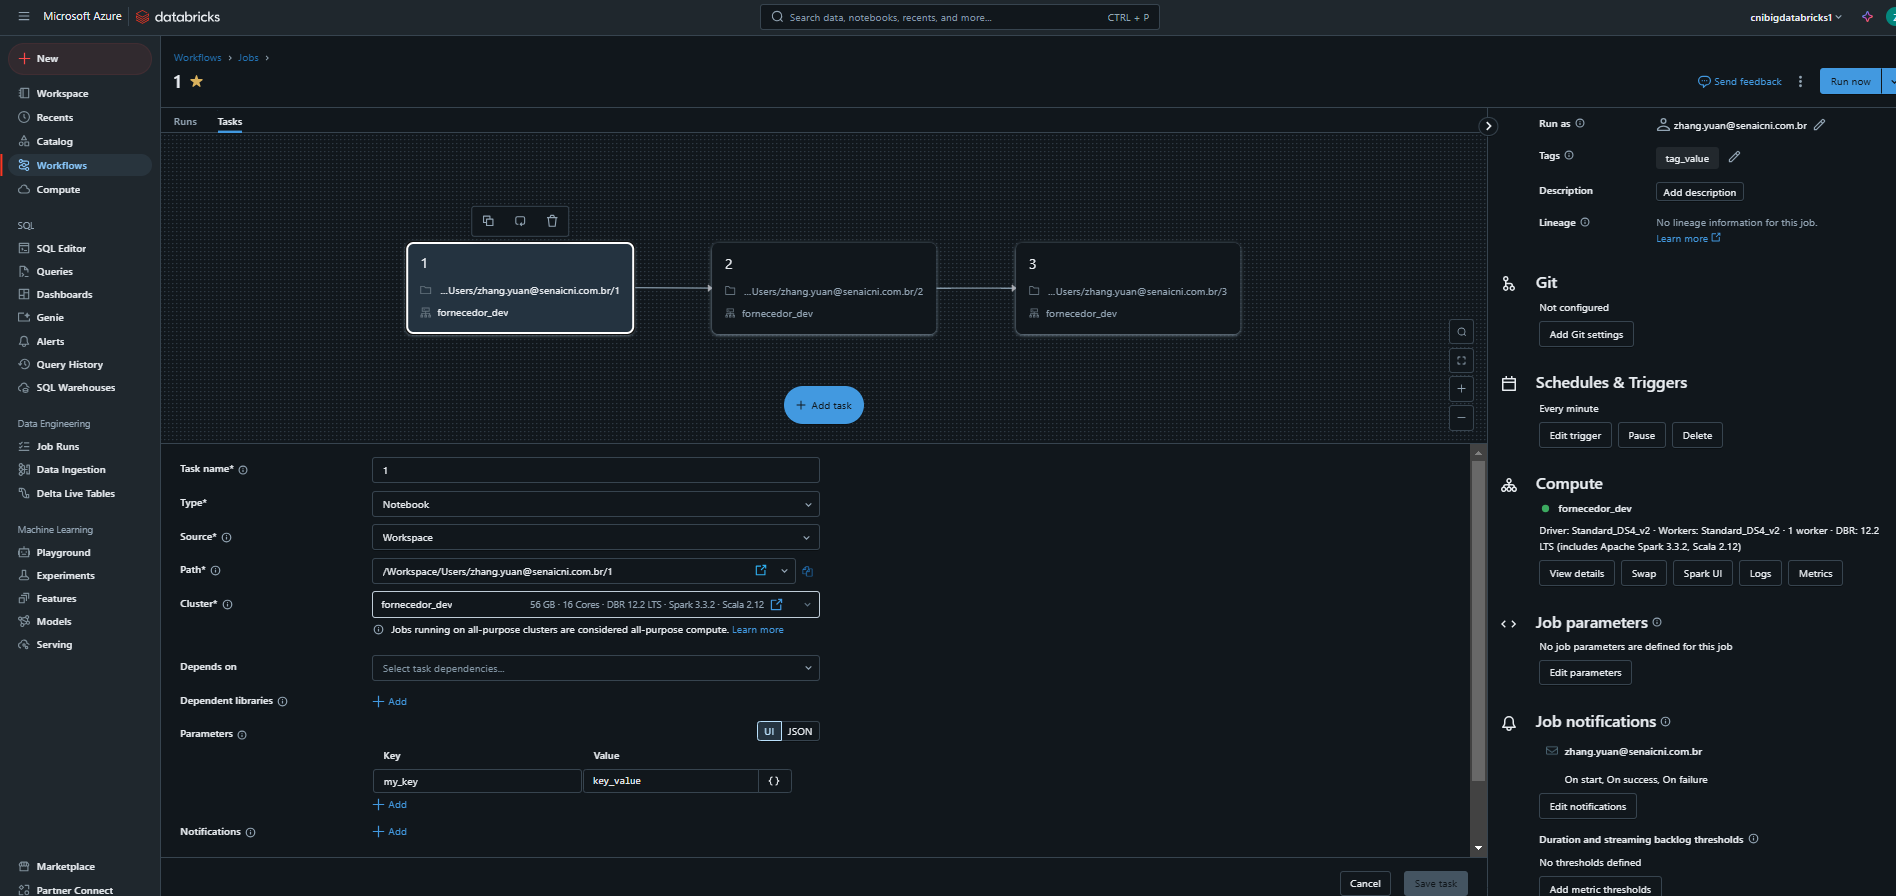 Microsoft Azure databricks
Search data, notebooks, recents, and more... CTRL + P
cnibigdatabricks1
New
Workspace
Recents
Catalog
Workflows
Compute
SQL
SQL Editor
Queries
Dashboards
Genie
Alerts
Query History
SQL Warehouses
Data Engineering
Job Runs
Data Ingestion
Delta Live Tables
Machine Learning
Playground
Experiments
Features
Models
Serving
Marketplace
Partner Connect
Workflows › Jobs ›
1
Send feedback
Run now
Runs Tasks
1
...Users/zhang.yuan@senaicni.com.br/1
fornecedor_dev
2
...Users/zhang.yuan@senaicni.com.br/2
fornecedor_dev
3
...Users/zhang.yuan@senaicni.com.br/3
fornecedor_dev
+ Add task
Task name* 1
Type* Notebook
Source* Workspace
Path* /Workspace/Users/zhang.yuan@senaicni.com.br/1
Cluster* fornecedor_dev 56 GB · 16 Cores · DBR 12.2 LTS · Spark 3.3.2 · Scala 2.12
Jobs running on all-purpose clusters are considered all-purpose compute. Learn more
Depends on Select task dependencies...
Dependent libraries + Add
Parameters UI JSON
Key Value
my_key key_value {}
+ Add
Notifications + Add
Cancel Save task
Run as zhang.yuan@senaicni.com.br
Tags tag_value
Description Add description
Lineage No lineage information for this job.
Learn more
Git
Not configured
Add Git settings
Schedules & Triggers
Every minute
Edit trigger Pause Delete
Compute
fornecedor_dev
Driver: Standard_DS4_v2 · Workers: Standard_DS4_v2 · 1 worker · DBR: 12.2
LTS (includes Apache Spark 3.3.2, Scala 2.12)
View details Swap Spark UI Logs Metrics
Job parameters
No job parameters are defined for this job
Edit parameters
Job notifications
zhang.yuan@senaicni.com.br
On start, On success, On failure
Edit notifications
Duration and streaming backlog thresholds
No thresholds defined
Add metric thresholds